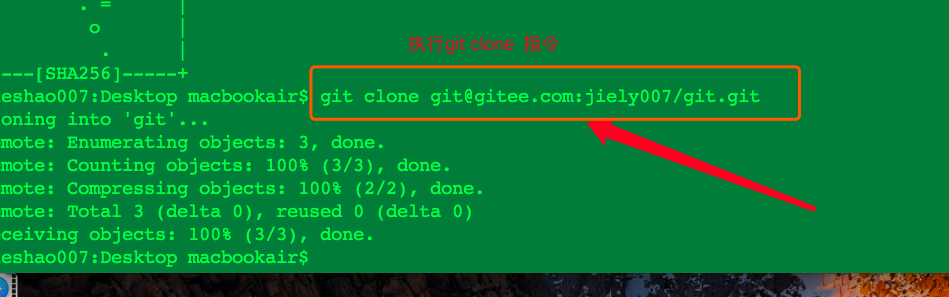 . =       |
o        |
.      |
----[SHA256]-----+
执行git clone 指令
eshao007:Desktop macbookair$ git clone git@gitee.com:jiely007/git.git
oning into 'git'...
mote: Enumerating objects: 3, done.
mote: Counting objects: 100% (3/3), done.
mote: Compressing objects: 100% (2/2), done.
mote: Total 3 (delta 0), reused 0 (delta 0)
ceiving objects: 100% (3/3), done.
eshao007:Desktop macbookair$